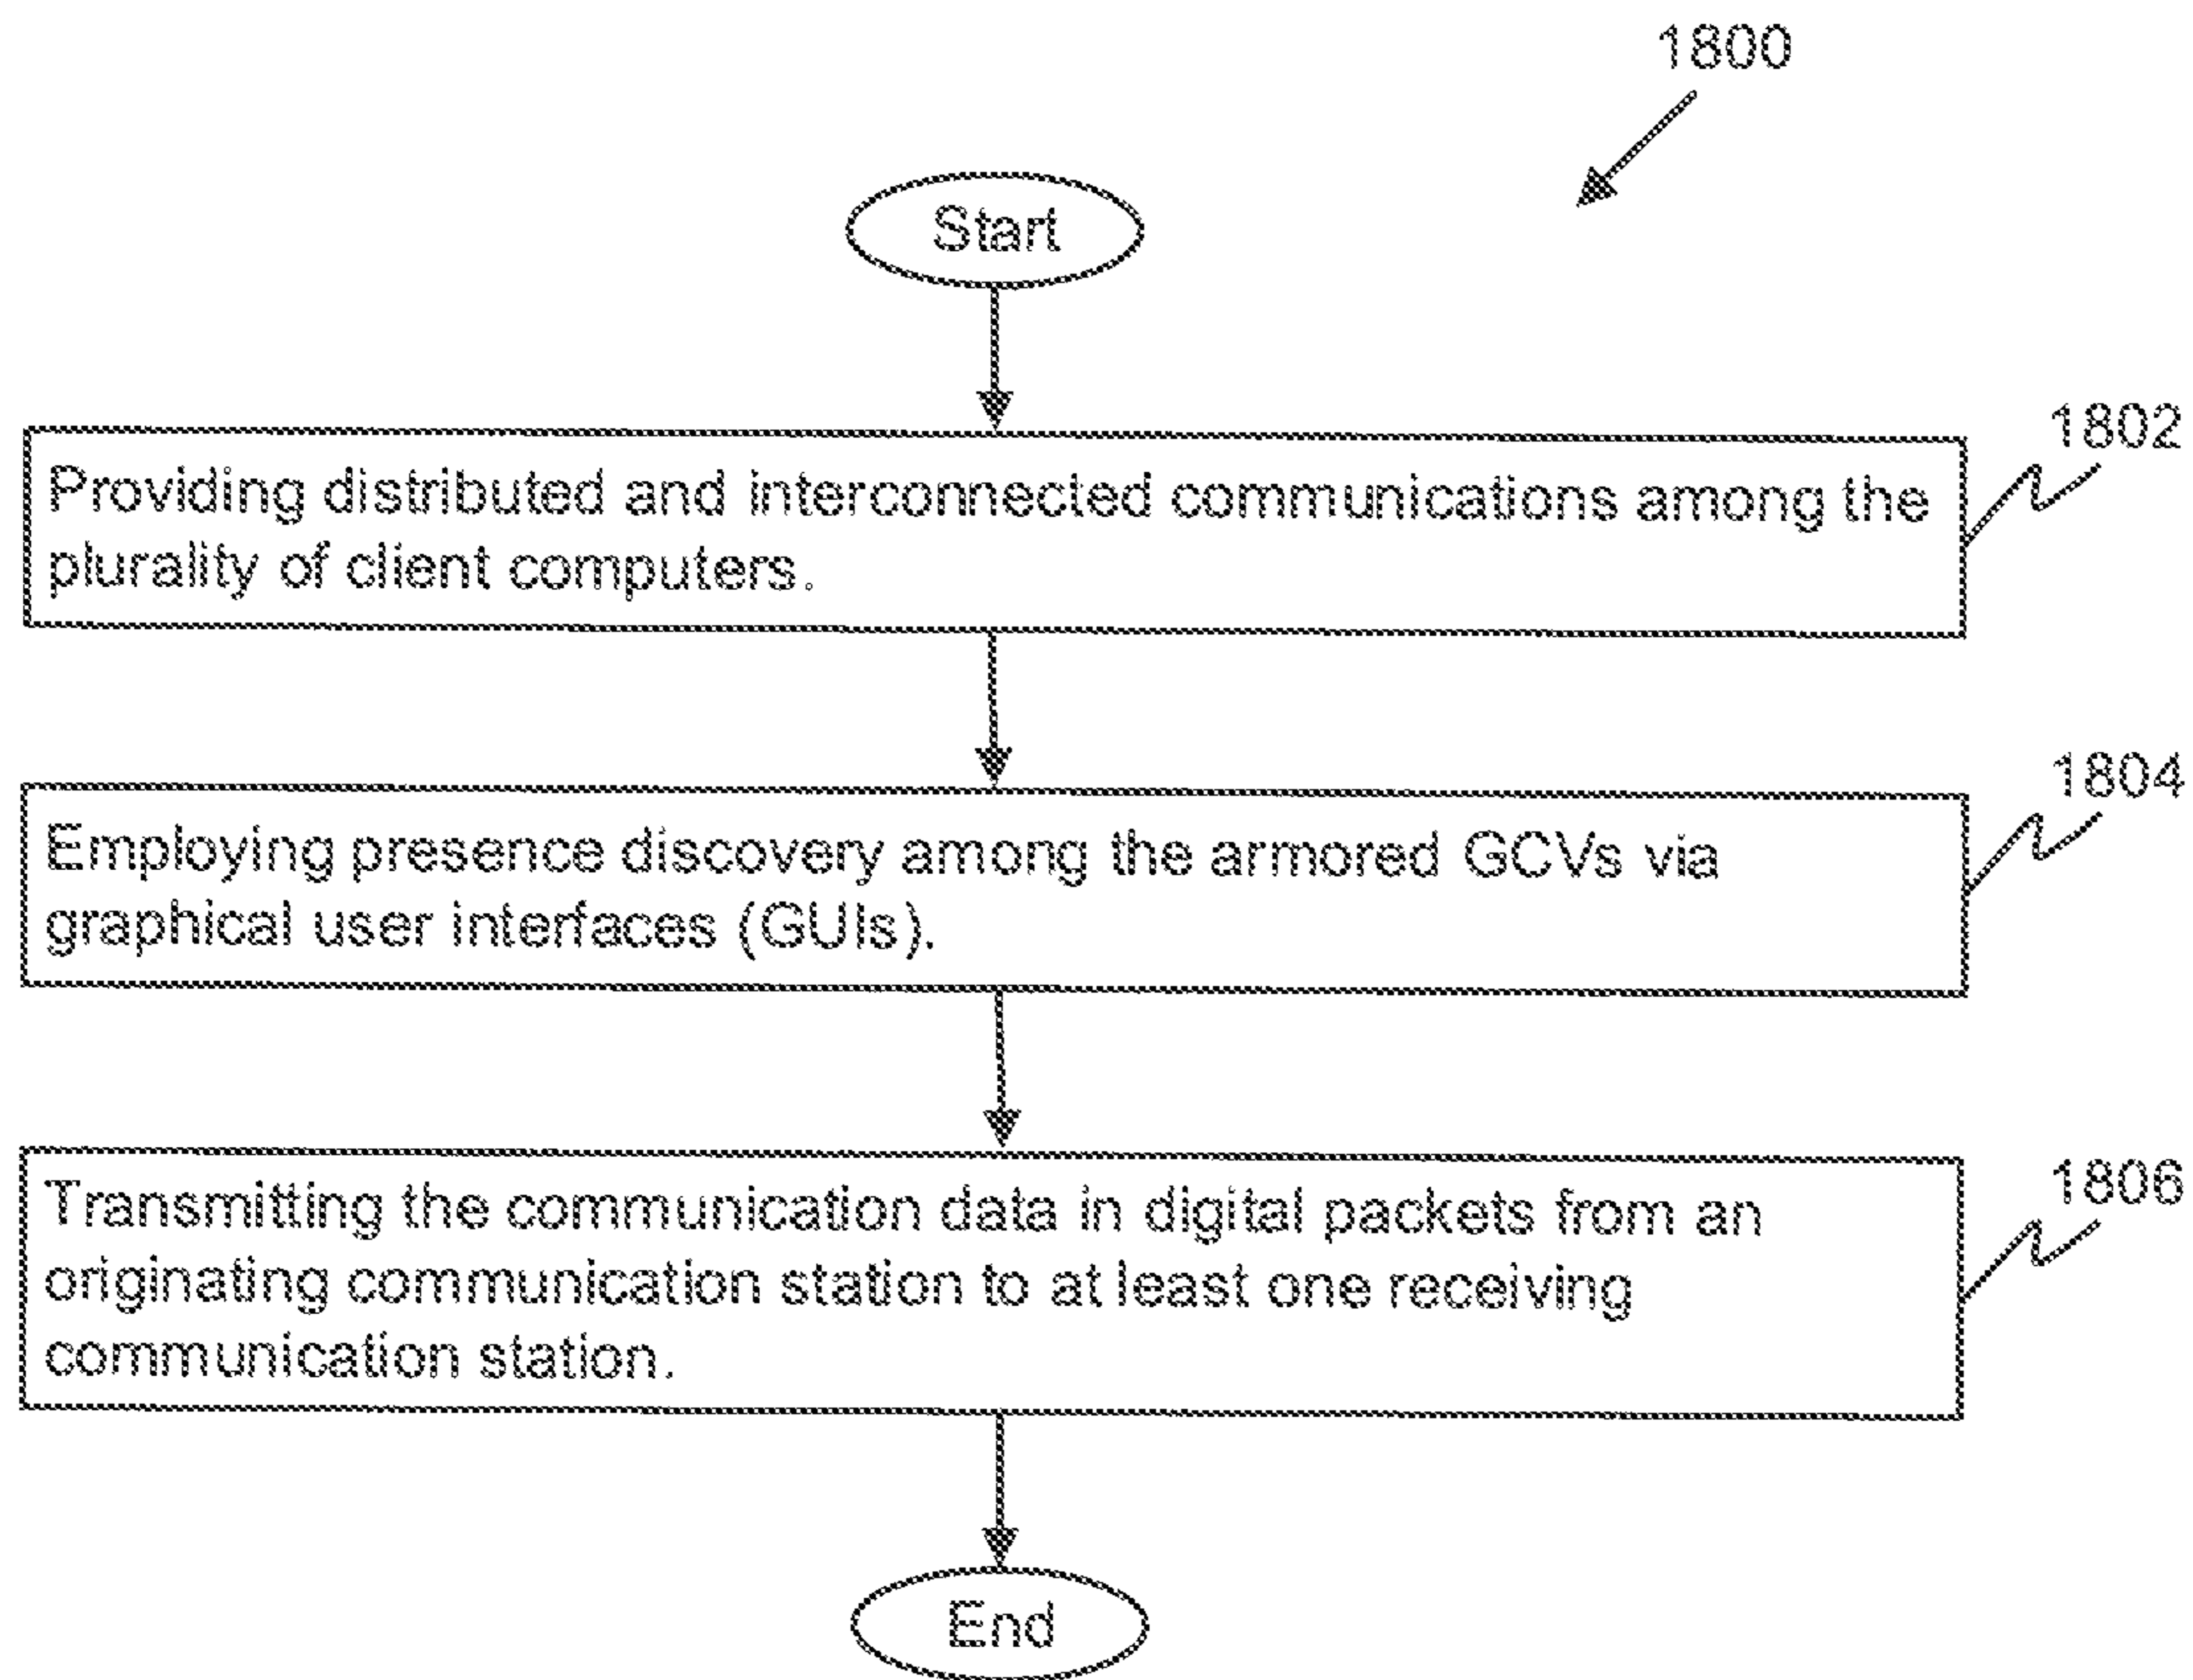 1800
Start
1802
Providing distributed and interconnected communications among the
plurality of client computers.
1804
Employing presence discovery among the armored GCVs via
graphical user interfaces (GUIs).
1806
Transmitting the communication data in digital packets from an
originating communication station to at least one receiving
communication station.
End